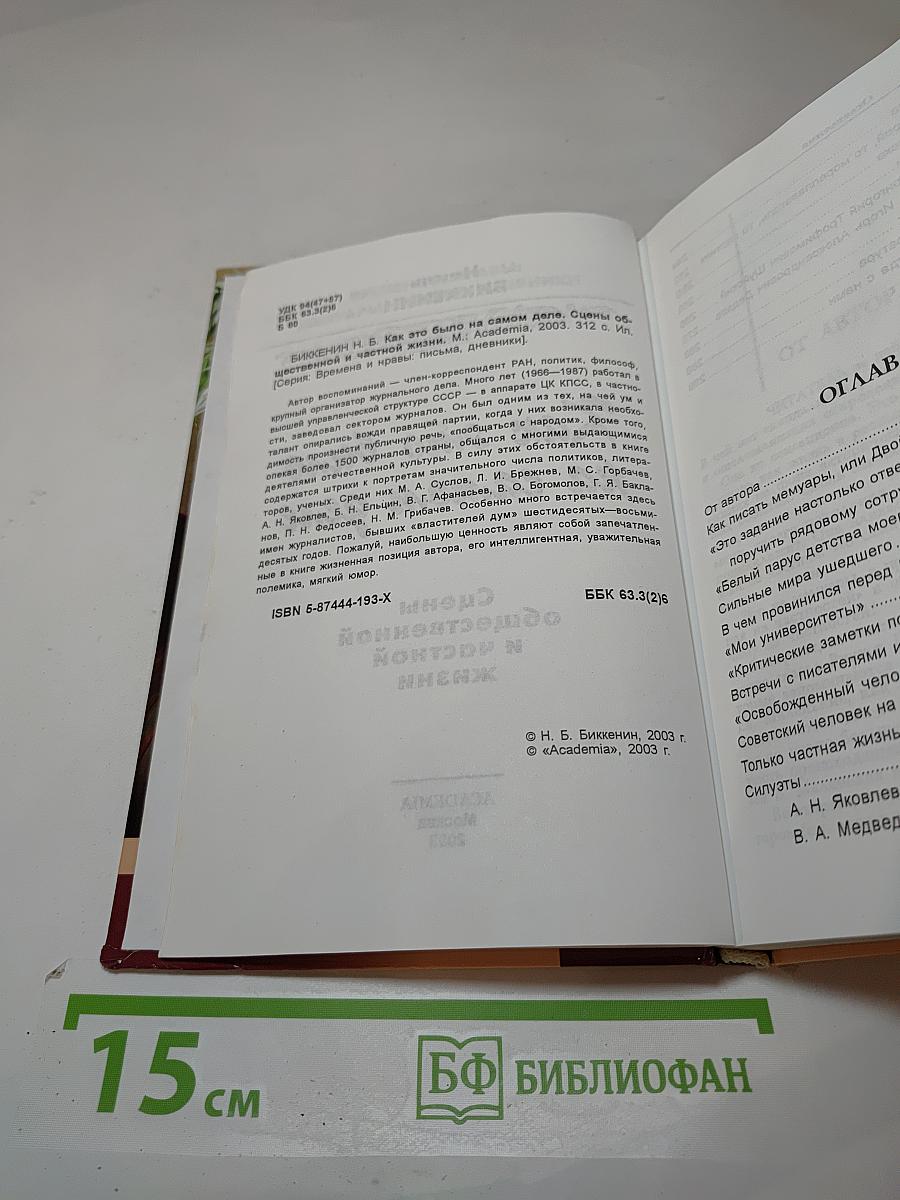 УДК 94(47+57)
ББК 63.3(2)6
Б 60
БИККЕНИН Н. Б. Как это было на самом деле. Сцены об-
щественной и частной жизни. М.: Academia, 2003. 312 с. Ил.
[Серия: Времена и нравы: письма, дневники].
Автор воспоминаний — член-корреспондент РАН, политик, философ,
крупный организатор журнального дела. Много лет (1966—1987) работал в
высшей управленческой структуре СССР — в аппарате ЦК КПСС, в частно-
сти, заведовал сектором журналов. Он был одним из тех, на чей ум и
талант опирались вожди правящей партии, когда у них возникала необхо-
димость произнести публичную речь, «пообщаться с народом». Кроме того,
опекая более 1500 журналов страны, общался с многими выдающимися
деятелями отечественной культуры. В силу этих обстоятельств в книге
содержатся штрихи к портретам значительного числа политиков, литера-
торов, ученых. Среди них М. А. Суслов, Л. И. Брежнев, М. С. Горбачев,
А. Н. Яковлев, Б. Н. Ельцин, В. Г. Афанасьев, В. О. Богомолов, Г. Я. Бакла-
нов, П. Н. Федосеев, Н. М. Грибачев. Особенно много встречается здесь
имен журналистов, бывших «властителей дум» шестидесятых—восьми-
десятых годов. Пожалуй, наибольшую ценность являют собой запечатлен-
ные в книге жизненная позиция автора, его интеллигентная, уважительная
полемика, мягкий юмор.
ISBN 5-87444-193-X
ББК 63.3(2)6
© Н. Б. Биккенин, 2003 г.
© «Academia», 2003 г.
ОГЛАВ
От автора
Как писать мемуары, или Двой
«Это задание настолько отве
поручить рядовому сотру
«Белый парус детства моег
Сильные мира ушедшего
В чем провинился перед
«Мои университеты»
«Критические заметки по
Встречи с писателями и
«Освобожденный чело
Советский человек на
Только частная жизнь
Силуэты
А. Н. Яковлев
В. А. Медвед
15 см
БФ БИБЛИОФАН